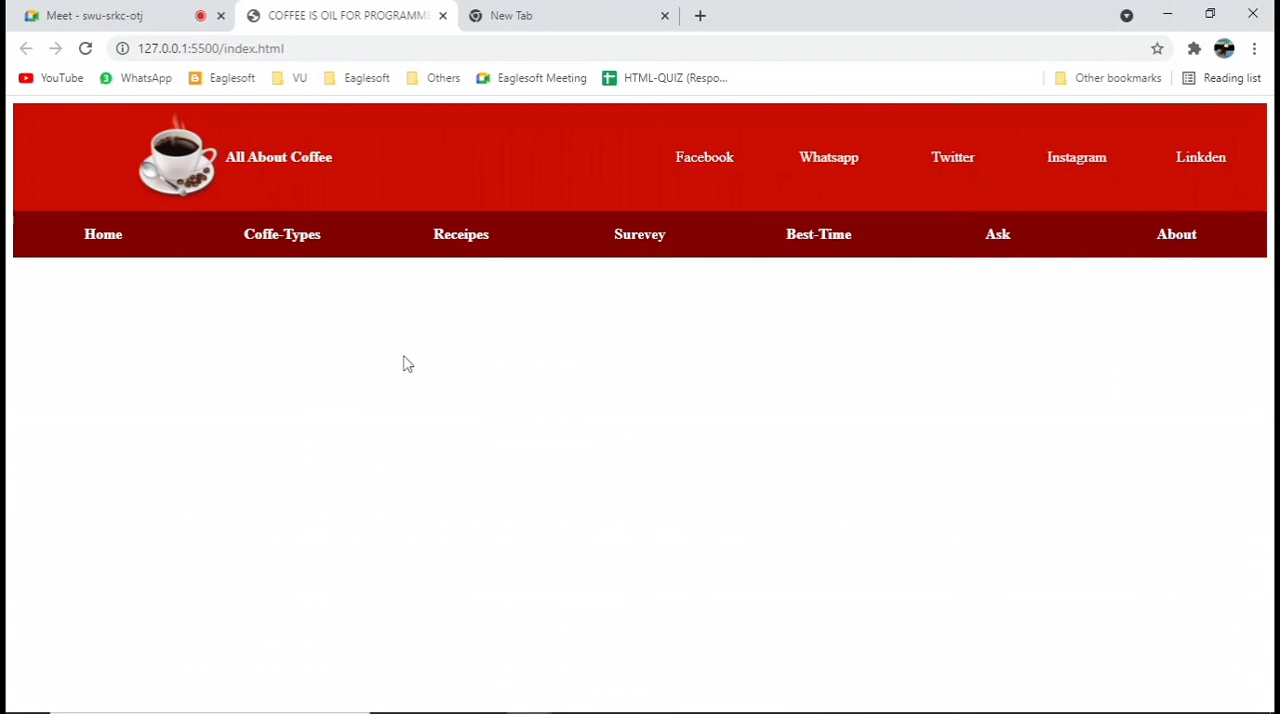 Meet - swu-srkc-otj
COFFEE IS OIL FOR PROGRAMME
New Tab
127.0.0.1:5500/index.html
YouTube 3 WhatsApp Eaglesoft VU Eaglesoft Others Eaglesoft Meeting HTML-QUIZ (Respo... Other bookmarks Reading list
All About Coffee Facebook Whatsapp Twitter Instagram Linkden
Home Coffe-Types Receipes Surevey Best-Time Ask About